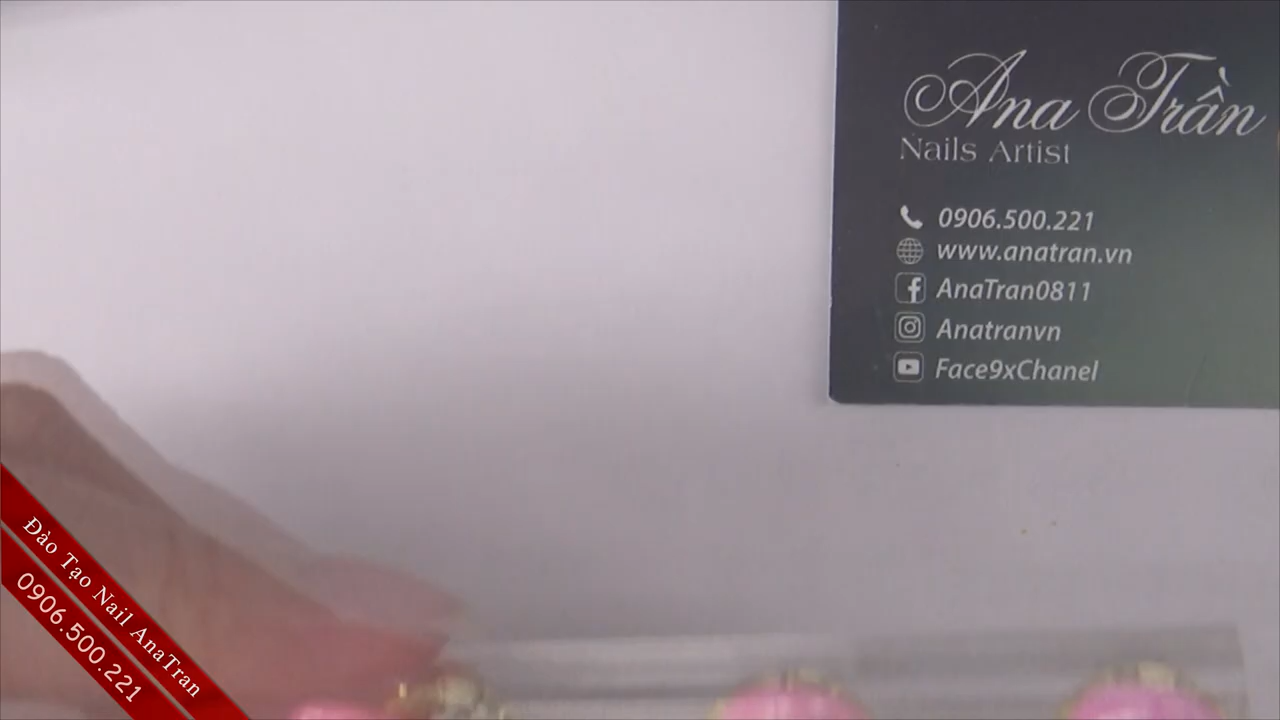 Ana Trần
Nails Artist
0906.500.221
www.anatran.vn
AnaTran0811
Anatranvn
Face9xChanel
Đào Tạo Nail AnaTran
0906.500.221